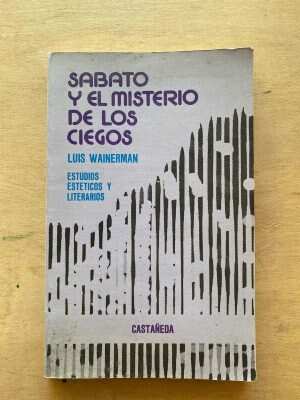 SABATO
Y EL MISTERIO
DE LOS
CIEGOS
LUIS WAINERMAN
ESTUDIOS
ESTETICOS Y
LITERARIOS
CASTAÑEDA